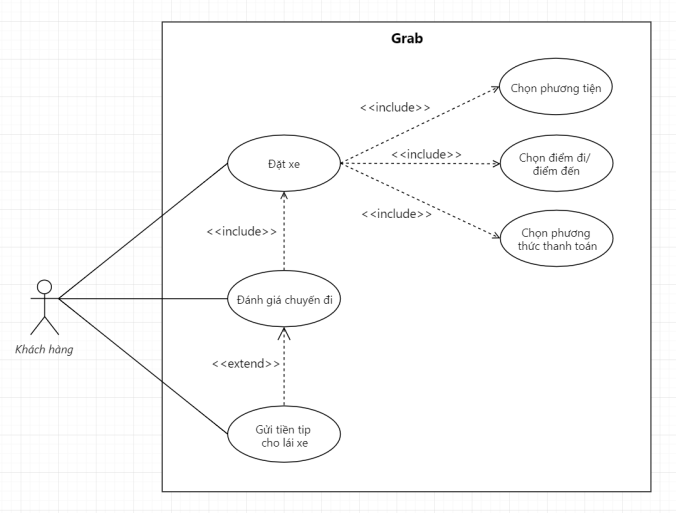 Grab
Chọn phương tiện
<<include>>
<<include>>
Chọn điểm đi/
điểm đến
Đặt xe
<<include>>
Chọn phương
thức thanh toán
<<include>>
Đánh giá chuyến đi
Khách hàng
<<extend>>
Gửi tiền tip
cho lái xe